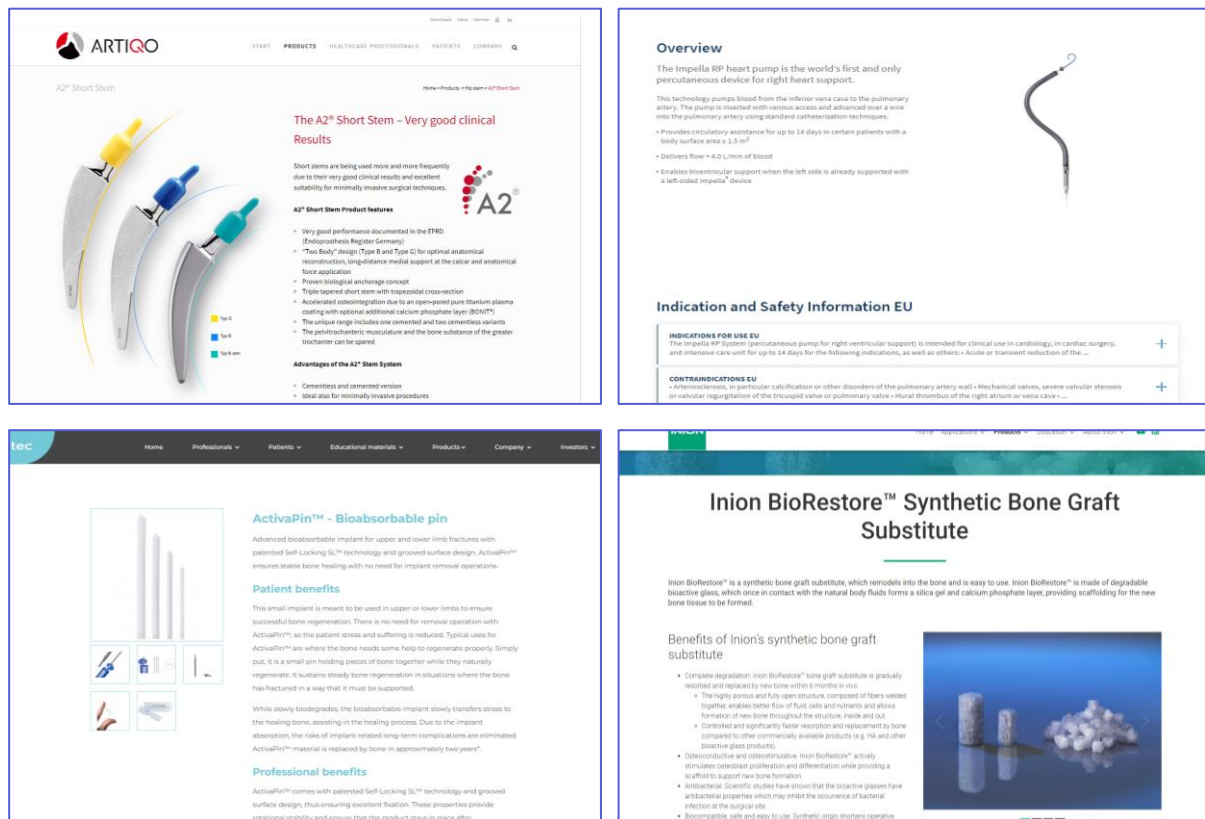 Downloads News German
ARTIQO
START PRODUCTS HEALTHCARE PROFESSIONALS PATIENTS COMPANY
A2® Short Stem
Home » Products » Hip stem » A2® Short Stem
The A2® Short Stem – Very good clinical
Results
Short stems are being used more and more frequently
due to their very good clinical results and excellent
suitability for minimally invasive surgical techniques.
A2®
A2® Short Stem Product features
Very good performance documented in the EPRD
(Endoprosthesis Register Germany)
"Two Body" design (Type B and Type G) for optimal anatomical
reconstruction, long-distance medial support at the calcar and anatomical
force application
Proven biological anchorage concept
Triple tapered short stem with trapezoidal cross-section
Accelerated osteointegration due to an open-pored pure titanium plasma
coating with optional additional calcium phosphate layer (BONIT®)
The unique range includes one cemented and two cementless variants
The pelvitrochanteric musculature and the bone substance of the greater
trochanter can be spared
Typ G
Typ B
Typ B zem
Advantages of the A2® Stem System
Cementless and cemented version
Ideal also for minimally invasive procedures
Overview
The Impella RP heart pump is the world's first and only
percutaneous device for right heart support.
This technology pumps blood from the inferior vena cava to the pulmonary
artery. The pump is inserted with venous access and advanced over a wire
into the pulmonary artery using standard catheterization techniques.
• Provides circulatory assistance for up to 14 days in certain patients with a
body surface area ≥ 1.5 m²
• Delivers flow > 4.0 L/min of blood
• Enables biventricular support when the left side is already supported with
a left-sided Impella® device
Indication and Safety Information EU
INDICATIONS FOR USE EU
The Impella RP System (percutaneous pump for right ventricular support) is intended for clinical use in cardiology, in cardiac surgery,
and intensive care unit for up to 14 days for the following indications, as well as others: • Acute or transient reduction of the ...
CONTRAINDICATIONS EU
• Arteriosclerosis, in particular calcification or other disorders of the pulmonary artery wall • Mechanical valves, severe valvular stenosis
or valvular regurgitation of the tricuspid valve or pulmonary valve • Mural thrombus of the right atrium or vena cava • ...
tec
Home Professionals Patients Educational materials Products Company Investors
ActivaPin™ - Bioabsorbable pin
Advanced bioabsorbable implant for upper and lower limb fractures with
patented Self-Locking SL™ technology and grooved surface design. ActivaPin™
ensures stable bone healing with no need for implant removal operations.
Patient benefits
This small implant is meant to be used in upper or lower limbs to ensure
successful bone regeneration. There is no need for removal operation with
ActivaPin™, so the patient stress and suffering is reduced. Typical uses for
ActivaPin™ are where the bone needs some help to regenerate properly. Simply
put, it is a small pin holding pieces of bone together while they naturally
regenerate. It sustains steady bone regeneration in situations where the bone
has fractured in a way that it must be supported.
While slowly biodegrades, the bioabsorbable implant slowly transfers stress to
the healing bone, assisting in the healing process. Due to the implant
absorption, the risks of implant-related long-term complications are eliminated.
ActivaPin™ material is replaced by bone in approximately two years*.
Professional benefits
ActivaPin™ comes with patented Self-Locking SL™ technology and grooved
surface design, thus ensuring excellent fixation. These properties provide
rotational stability and ensure that the product stays in place after
INION
Home Applications Products Education About Inion
Inion BioRestore™ Synthetic Bone Graft
Substitute
Inion BioRestore™ is a synthetic bone graft substitute, which remodels into the bone and is easy to use. Inion BioRestore™ is made of degradable
bioactive glass, which once in contact with the natural body fluids forms a silica gel and calcium phosphate layer, providing scaffolding for the new
bone tissue to be formed.
Benefits of Inion's synthetic bone graft
substitute
Complete degradation: Inion BioRestore™ bone graft substitute is gradually
resorbed and replaced by new bone within 6 months in vivo.
The highly porous and fully open structure, composed of fibers welded
together, enables better flow of fluid, cells and nutrients and allows
formation of new bone throughout the structure, inside and out.
Controlled and significantly faster resorption and replacement by bone
compared to other commercially available products (e.g. HA and other
bioactive glass products).
Osteoconductive and osteostimulative: Inion BioRestore™ actively
stimulates osteoblast proliferation and differentiation while providing a
scaffold to support new bone formation.
Antibacterial: Scientific studies have shown that the bioactive glasses have
antibacterial properties which may inhibit the occurrence of bacterial
infection at the surgical site.
Biocompatible, safe and easy to use: Synthetic origin shortens operative